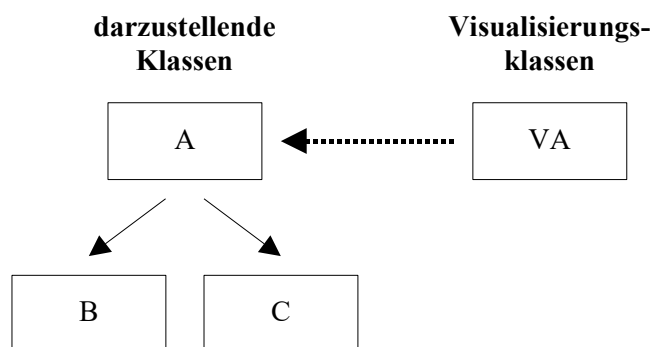 darzustellende
Klassen
Visualisierungs-
klassen
A
VA
B
C